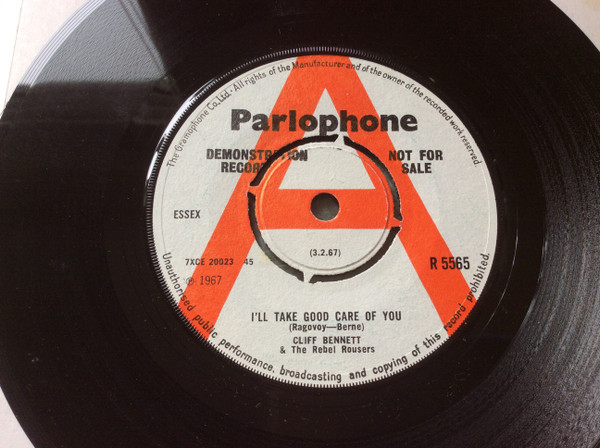 The Gramophone Co. Ltd. - All rights of the Manufacturer and of the owner of the recorded work reserved.
Parlophone
DEMONSTRATION RECORD
NOT FOR SALE
ESSEX
7XCE 20023 45
℗ 1967
(3.2.67)
R 5565
I'LL TAKE GOOD CARE OF YOU
(Ragovoy—Berne)
CLIFF BENNETT
& The Rebel Rousers
Unauthorised public performance, broadcasting and copying of this record prohibited.
A